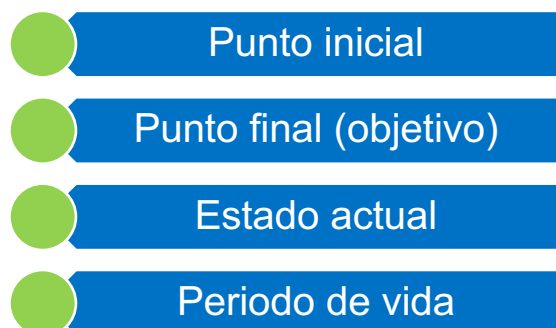 Punto inicial
Punto final (objetivo)
Estado actual
Periodo de vida